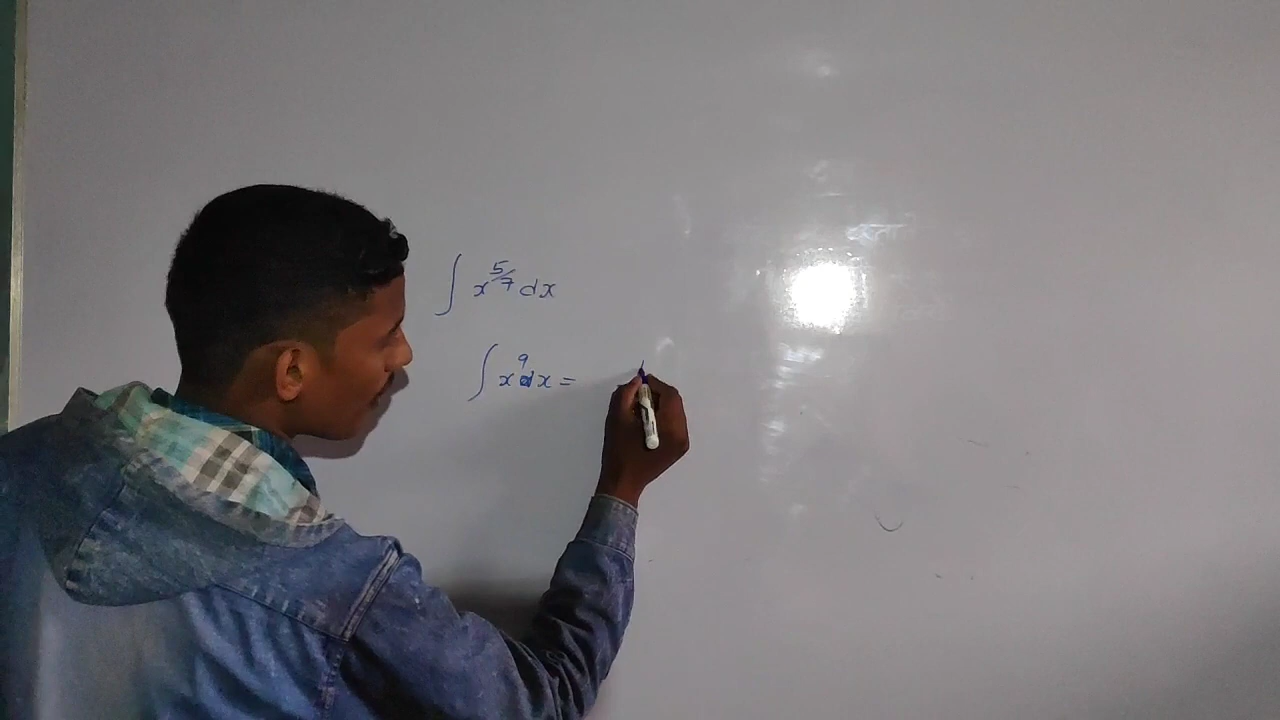 ∫ x^5/7 dx
∫ x^9 dx =